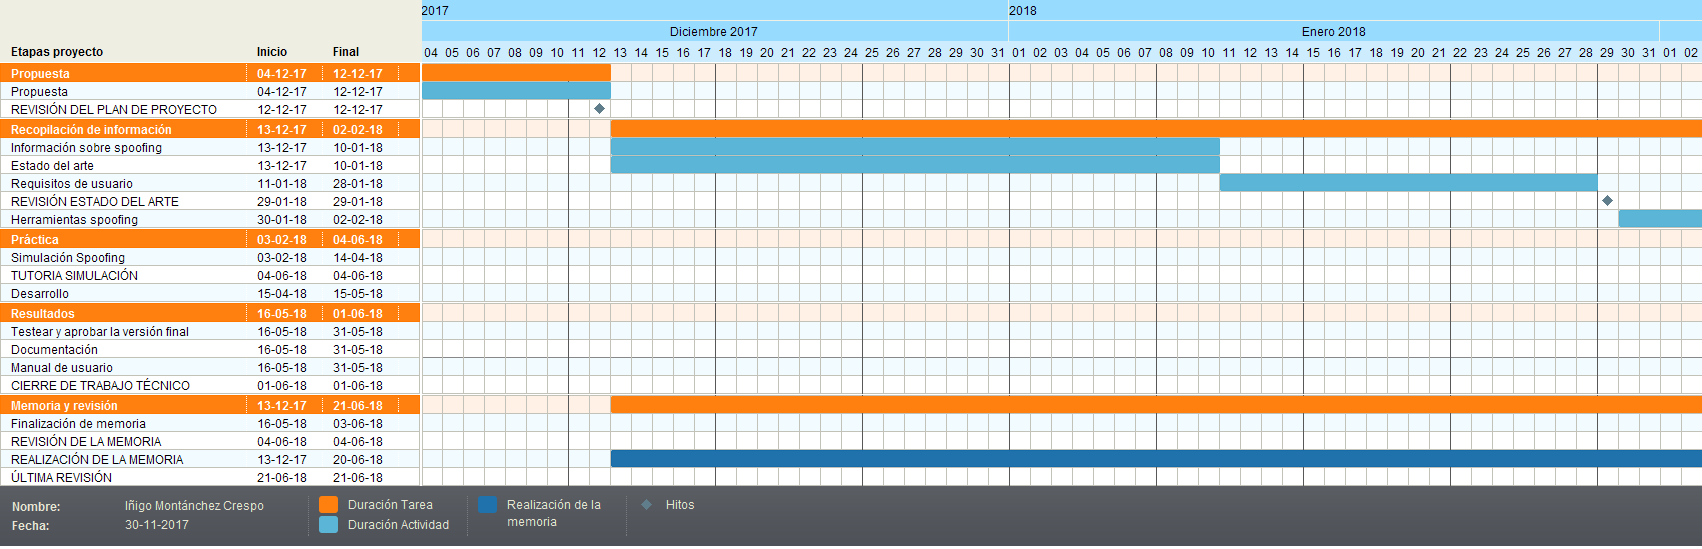 2017 2018
Diciembre 2017 Enero 2018
Etapas proyecto Inicio Final 04 05 06 07 08 09 10 11 12 13 14 15 16 17 18 19 20 21 22 23 24 25 26 27 28 29 30 31 01 02 03 04 05 06 07 08 09 10 11 12 13 14 15 16 17 18 19 20 21 22 23 24 25 26 27 28 29 30 31 01 02
Propuesta 04-12-17 12-12-17
Propuesta 04-12-17 12-12-17
REVISIÓN DEL PLAN DE PROYECTO 12-12-17 12-12-17
Recopilación de información 13-12-17 02-02-18
Información sobre spoofing 13-12-17 10-01-18
Estado del arte 13-12-17 10-01-18
Requisitos de usuario 11-01-18 28-01-18
REVISIÓN ESTADO DEL ARTE 29-01-18 29-01-18
Herramientas spoofing 30-01-18 02-02-18
Práctica 03-02-18 04-06-18
Simulación Spoofing 03-02-18 14-04-18
TUTORIA SIMULACIÓN 04-06-18 04-06-18
Desarrollo 15-04-18 15-05-18
Resultados 16-05-18 01-06-18
Testear y aprobar la versión final 16-05-18 31-05-18
Documentación 16-05-18 31-05-18
Manual de usuario 16-05-18 31-05-18
CIERRE DE TRABAJO TÉCNICO 01-06-18 01-06-18
Memoria y revisión 13-12-17 21-06-18
Finalización de memoria 16-05-18 03-06-18
REVISIÓN DE LA MEMORIA 04-06-18 04-06-18
REALIZACIÓN DE LA MEMORIA 13-12-17 20-06-18
ÚLTIMA REVISIÓN 21-06-18 21-06-18
Nombre: Iñigo Montánchez Crespo
Fecha: 30-11-2017
Duración Tarea
Duración Actividad
Realización de la
memoria
Hitos